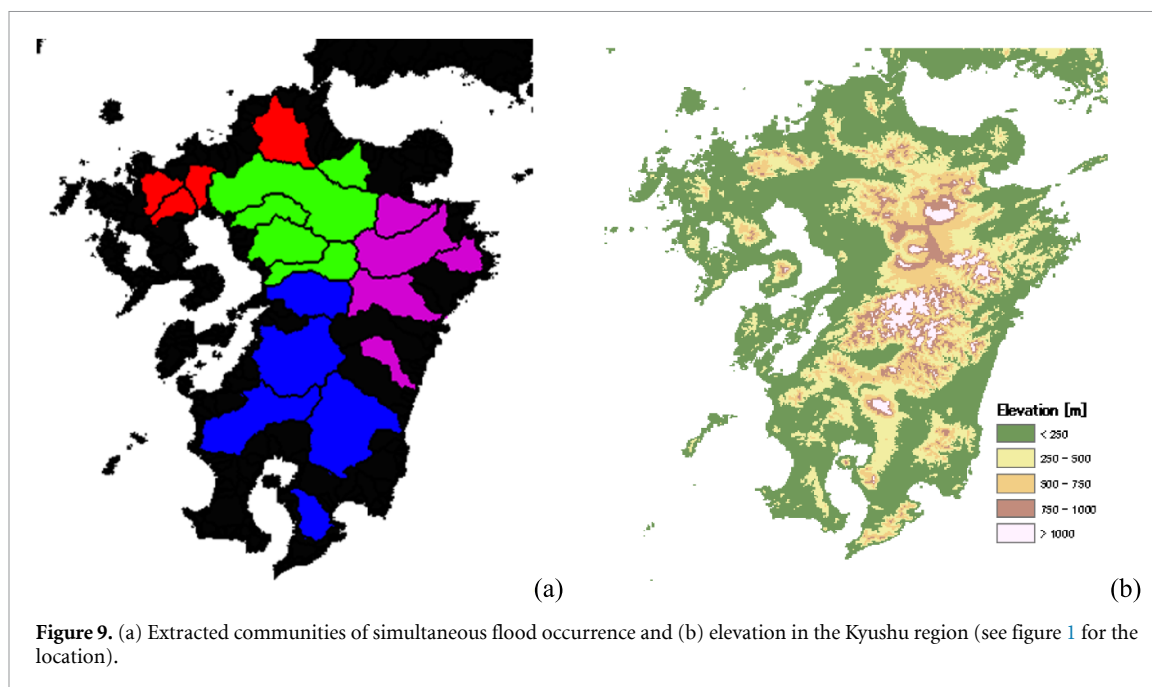 Elevation [m]
< 250
250 - 500
500 - 750
750 - 1000
> 1000
(a)
(b)
Figure 9. (a) Extracted communities of simultaneous flood occurrence and (b) elevation in the Kyushu region (see figure 1 for the
location).